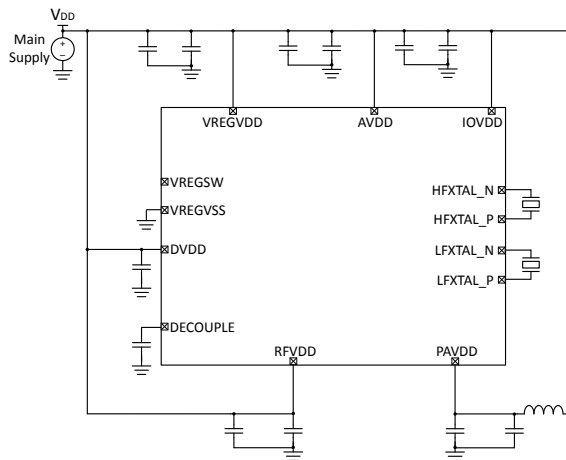 VDD
Main
Supply
+
–
VREGVDD
AVDD
IOVDD
VREGSW
VREGVSS
DVDD
DECOUPLE
HFXTAL_N
HFXTAL_P
LFXTAL_N
LFXTAL_P
RFVDD
PAVDD